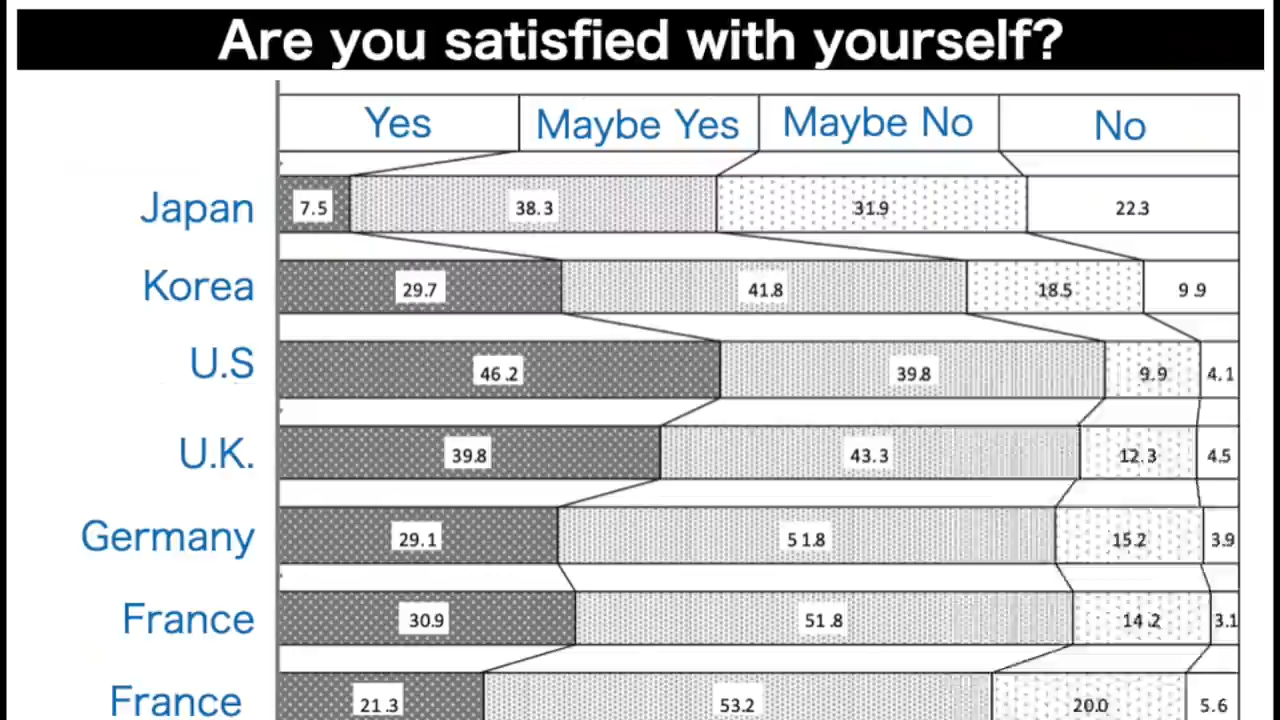 Are you satisfied with yourself?
Yes Maybe Yes Maybe No No
Japan 7.5 38.3 31.9 22.3
Korea 29.7 41.8 18.5 9.9
U.S 46.2 39.8 9.9 4.1
U.K. 39.8 43.3 12.3 4.5
Germany 29.1 51.8 15.2 3.9
France 30.9 51.8 14.2 3.1
France 21.3 53.2 20.0 5.6